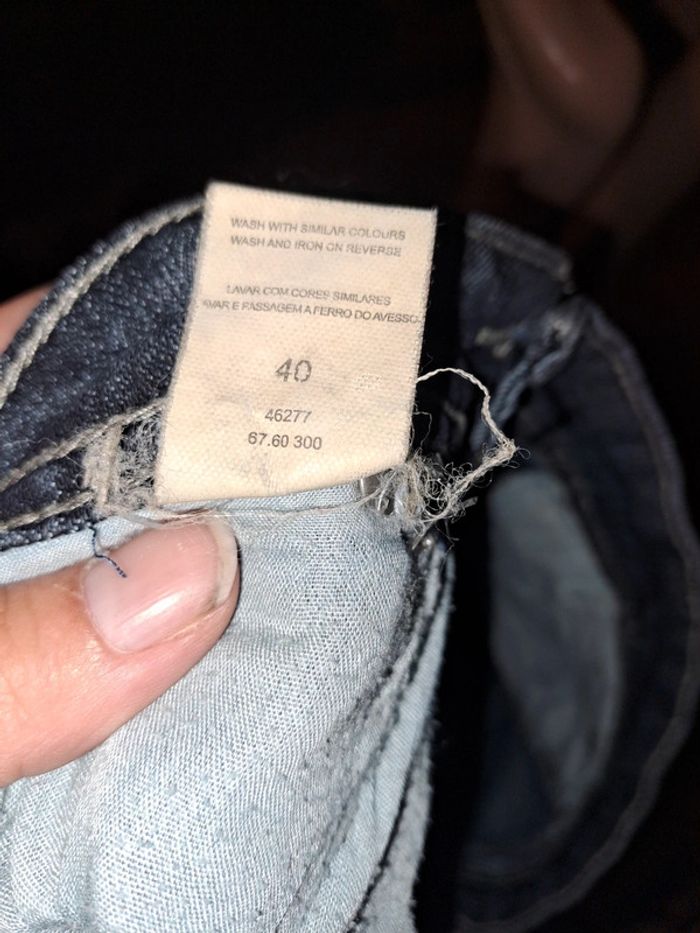 WASH WITH SIMILAR COLOURS
WASH AND IRON ON REVERSE
LAVAR COM CORES SIMILARES
AVAR E PASSAGEM A FERRO DO AVESSO
40
46277
67.60 300